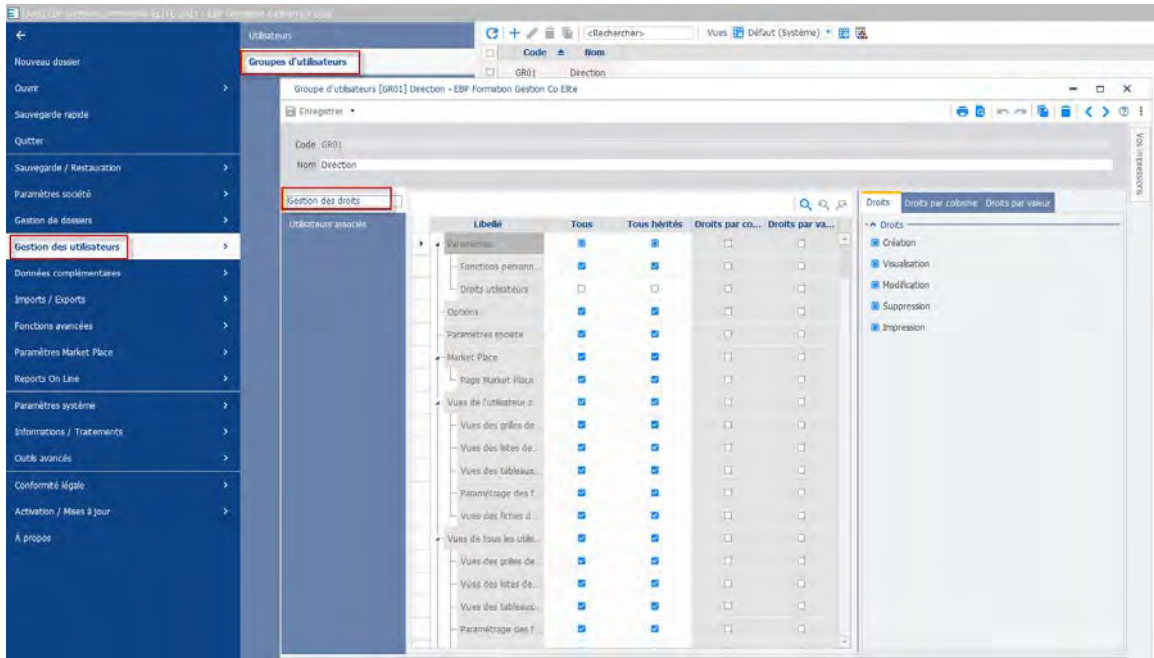 Utilisateurs
<Rechercher>
Vues
Défaut (Système)
Code
Nom
Nouveau dossier
Groupes d'utilisateurs
GR01
Direction
Ouvrir
Groupe d'utilisateurs [GR01] Direction - EBP Formation Gestion Co Elite
Sauvegarde rapide
Enregistrer
Quitter
Code GR01
Nom Direction
Vos impressions
Sauvegarde / Restauration
Paramètres société
Gestion de dossiers
Gestion des utilisateurs
Données complémentaires
Imports / Exports
Fonctions avancées
Paramètres Market Place
Reports On Line
Paramètres système
Informations / Traitements
Outils avancés
Conformité légale
Activation / Mises à jour
À propos
Gestion des droits
Utilisateurs associés
Libellé
Tous
Tous hérités
Droits par co...
Droits par va...
Paramètres
Fonctions personn...
Droits utilisateurs
Options
Paramètres société
Market Place
Page Market Place
Vues de l'utilisateur c...
Vues des grilles de...
Vues des listes de...
Vues des tableaux...
Paramétrage des f...
Vues des fiches d...
Vues de tous les utilis...
Vues des grilles de...
Vues des listes de...
Vues des tableaux...
Paramétrage des f...
Droits
Droits par colonne
Droits par valeur
Droits
Création
Visualisation
Modification
Suppression
Impression